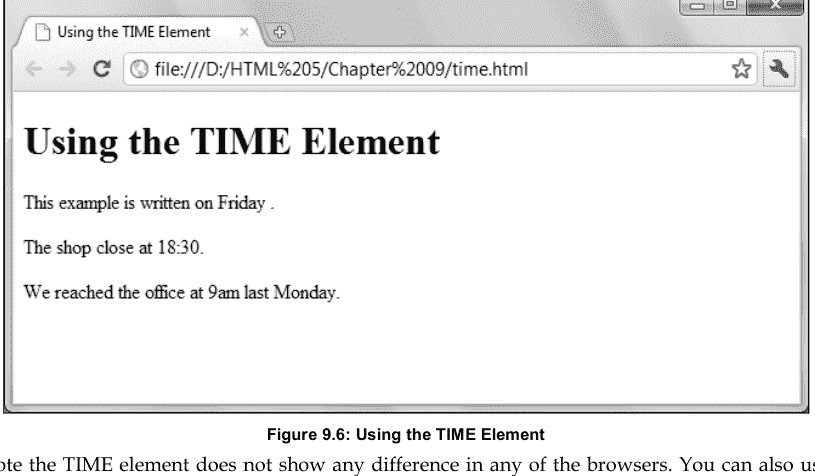 Using the TIME Element
file:///D:/HTML%205/Chapter%2009/time.html
Using the TIME Element
This example is written on Friday .
The shop close at 18:30.
We reached the office at 9am last Monday.
Figure 9.6: Using the TIME Element
the TIME element does not show any difference in any of the browsers. You can also